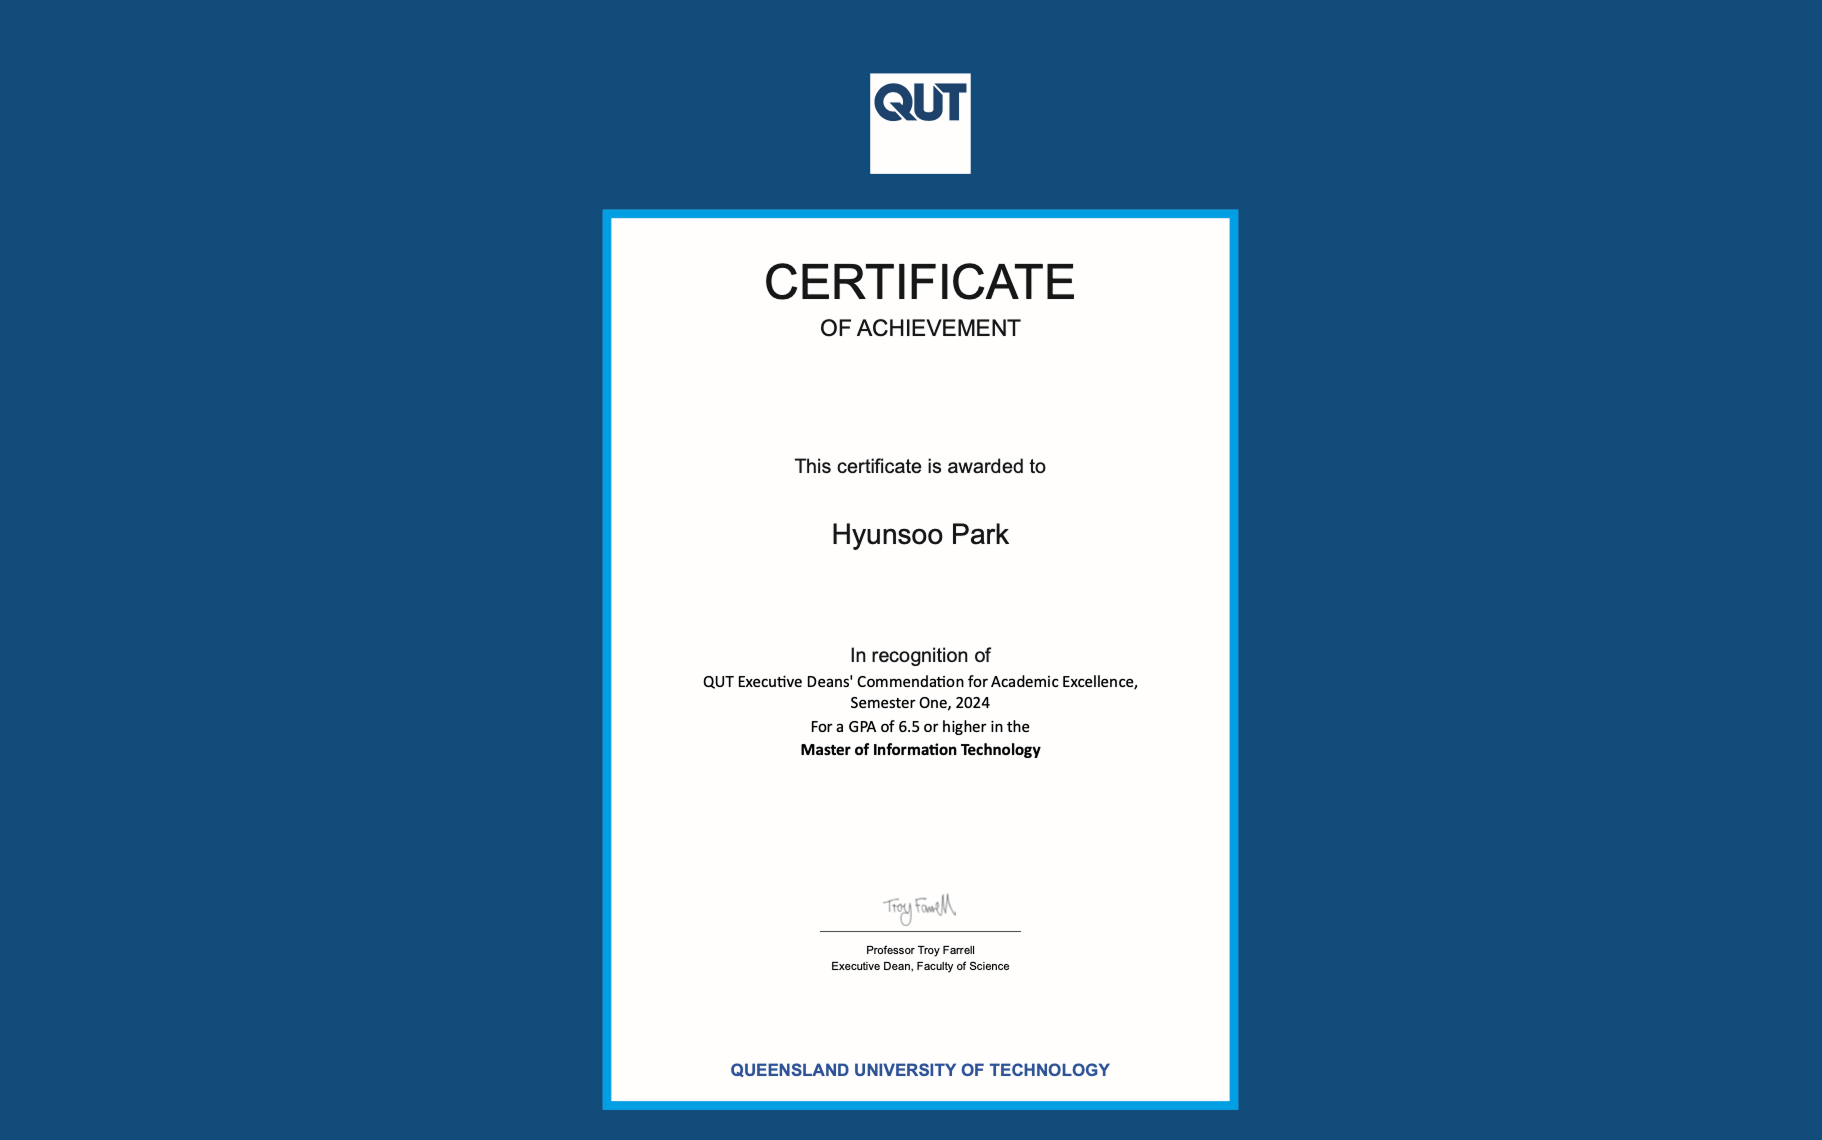 QUT
CERTIFICATE
OF ACHIEVEMENT
This certificate is awarded to
Hyunsoo Park
In recognition of
QUT Executive Deans' Commendation for Academic Excellence,
Semester One, 2024
For a GPA of 6.5 or higher in the
Master of Information Technology
Troy Farrell
Professor Troy Farrell
Executive Dean, Faculty of Science
QUEENSLAND UNIVERSITY OF TECHNOLOGY